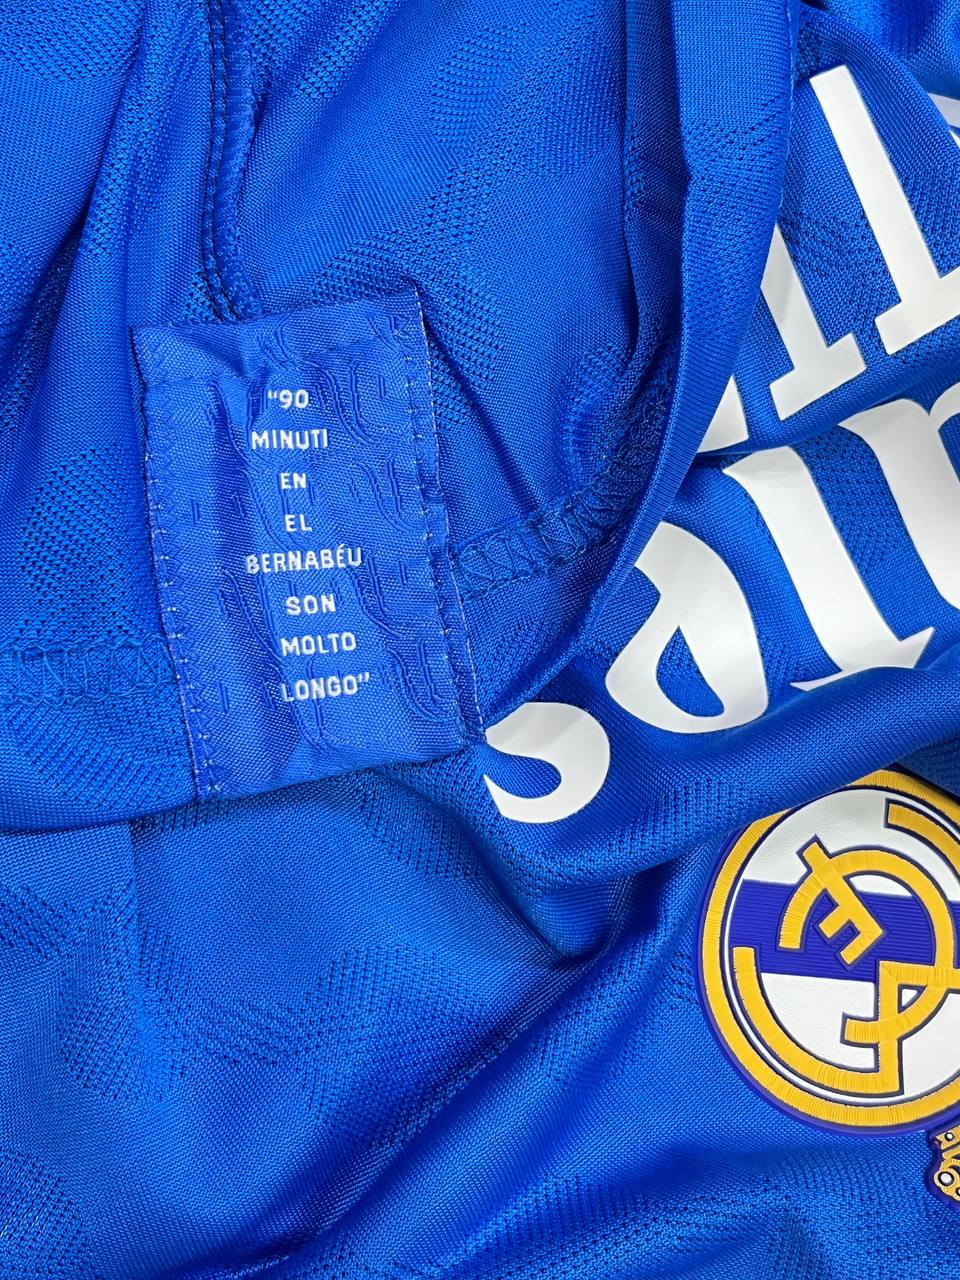 “90
MINUTI
EN
EL
BERNABÉU
SON
MOLTO
LONGO”